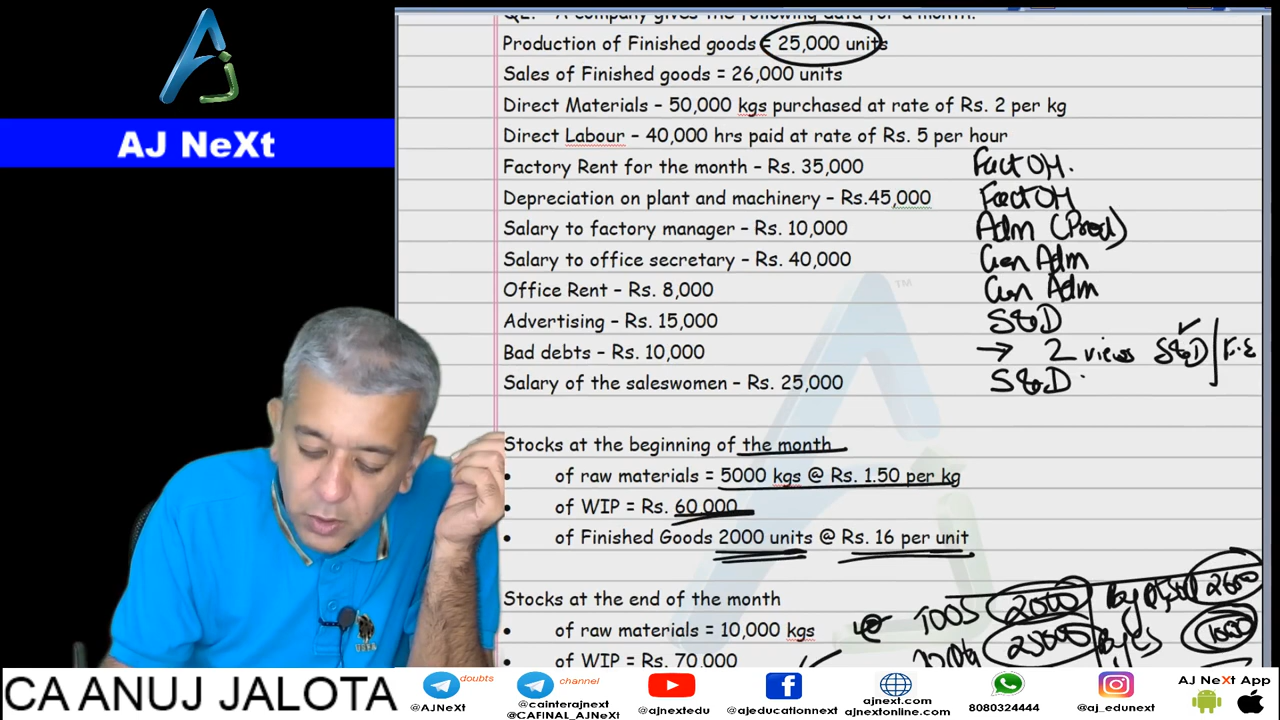 Q2. A company gives the following data for a month:
Production of Finished goods = 25,000 units
Sales of Finished goods = 26,000 units
Direct Materials – 50,000 kgs purchased at rate of Rs. 2 per kg
Direct Labour – 40,000 hrs paid at rate of Rs. 5 per hour
Factory Rent for the month – Rs. 35,000 Fact OH.
Depreciation on plant and machinery – Rs.45,000 Fact OH
Salary to factory manager – Rs. 10,000 Adm (Prod)
Salary to office secretary – Rs. 40,000 Gen Adm
Office Rent – Rs. 8,000 Gen Adm
Advertising – Rs. 15,000 S&D
Bad debts – Rs. 10,000 → 2 views S&D
Salary of the saleswomen – Rs. 25,000 S&D
Stocks at the beginning of the month
• of raw materials = 5000 kgs @ Rs. 1.50 per kg
• of WIP = Rs. 60,000
• of Finished Goods 2000 units @ Rs. 16 per unit
Stocks at the end of the month
• of raw materials = 10,000 kgs
• of WIP = Rs. 70,000
AJ NeXt
CA ANUJ JALOTA
doubts
@AJNeXt
channel
@cainterajnext
@CAFINAL_AJNeXt
@ajnextedu
@ajeducationnext
ajnext.com
ajnextonline.com
8080324444
@aj_edunext
AJ NeXt App